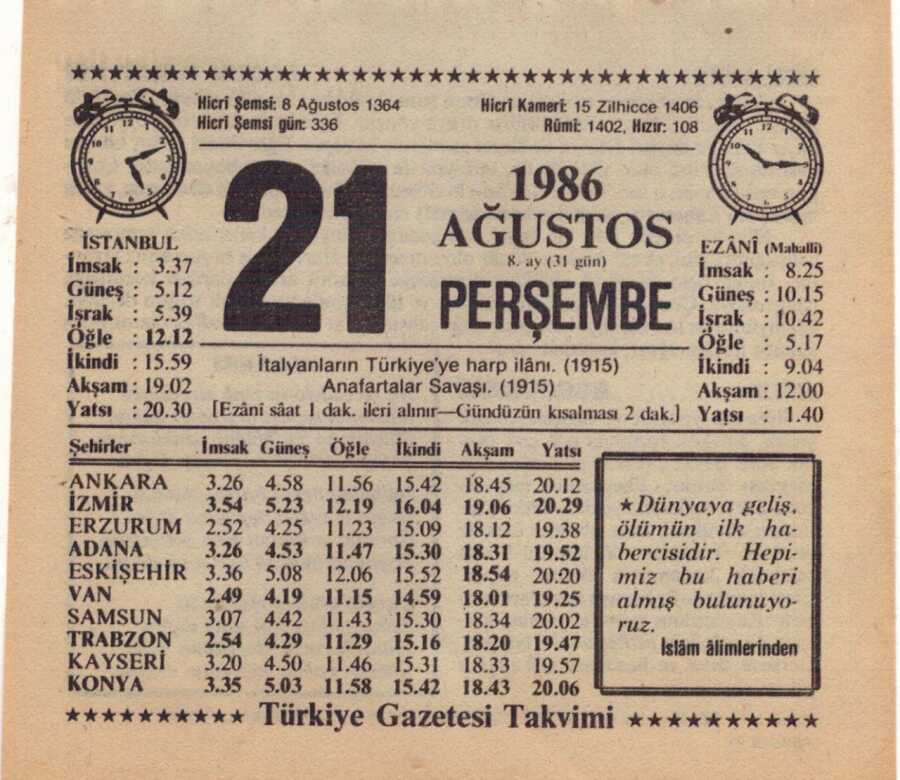 ★★★★★★★★★★★★★★★★★★★★★★★★★★★★★★★★★★★★★★★★★
Hicrî Şemsî: 8 Ağustos 1364 Hicrî Kamerî: 15 Zilhicce 1406
Hicrî Şemsî gün: 336 Rûmî: 1402, Hızır: 108
21
1986
AĞUSTOS
8. ay (31 gün)
PERŞEMBE
İSTANBUL
İmsak : 3.37
Güneş : 5.12
İşrak : 5.39
Öğle : 12.12
İkindi : 15.59
Akşam : 19.02
Yatsı : 20.30
EZÂNÎ (Mahallî)
İmsak : 8.25
Güneş : 10.15
İşrak : 10.42
Öğle : 5.17
İkindi : 9.04
Akşam : 12.00
Yatsı : 1.40
İtalyanların Türkiye'ye harp ilânı. (1915)
Anafartalar Savaşı. (1915)
[Ezânî sâat 1 dak. ileri alınır—Gündüzün kısalması 2 dak.]
Şehirler İmsak Güneş Öğle İkindi Akşam Yatsı
ANKARA 3.26 4.58 11.56 15.42 18.45 20.12
İZMİR 3.54 5.23 12.19 16.04 19.06 20.29
ERZURUM 2.52 4.25 11.23 15.09 18.12 19.38
ADANA 3.26 4.53 11.47 15.30 18.31 19.52
ESKİŞEHİR 3.36 5.08 12.06 15.52 18.54 20.20
VAN 2.49 4.19 11.15 14.59 18.01 19.25
SAMSUN 3.07 4.42 11.43 15.30 18.34 20.02
TRABZON 2.54 4.29 11.29 15.16 18.20 19.47
KAYSERİ 3.20 4.50 11.46 15.31 18.33 19.57
KONYA 3.35 5.03 11.58 15.42 18.43 20.06
★Dünyaya geliş,
ölümün ilk ha-
bercisidir. Hepi-
miz bu haberi
almış bulunuyo-
ruz.
İslâm âlimlerinden
★★★★★★★★★★ Türkiye Gazetesi Takvimi ★★★★★★★★★★